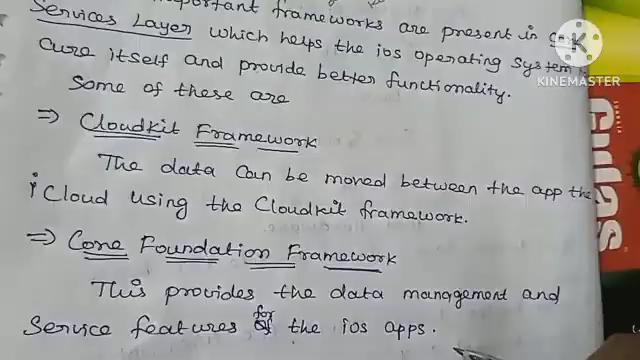 important frameworks are present in Core
Services Layer which helps the ios operating System
cure itself and provide better functionality.
Some of these are
⇒ Cloudkit Framework
The data can be moved between the app the
iCloud using the Cloudkit framework.
⇒ Core Foundation Framework
This provides the data management and
Service features for the ios apps.
KINEMASTER